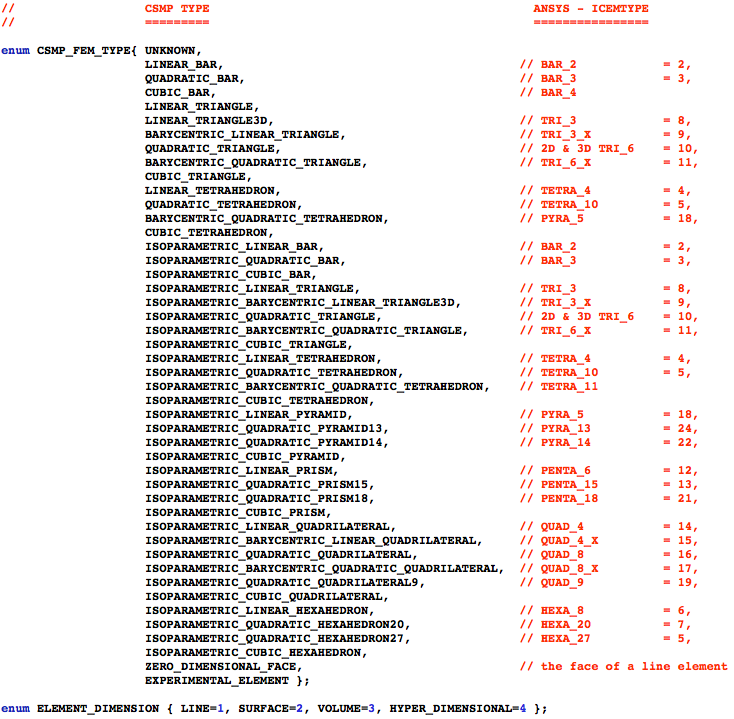 // CSMP TYPE ANSYS - ICEMTYPE
// ========= ================
enum CSMP_FEM_TYPE{ UNKNOWN,
LINEAR_BAR, // BAR_2 = 2,
QUADRATIC_BAR, // BAR_3 = 3,
CUBIC_BAR, // BAR_4
LINEAR_TRIANGLE,
LINEAR_TRIANGLE3D, // TRI_3 = 8,
BARYCENTRIC_LINEAR_TRIANGLE, // TRI_3_X = 9,
QUADRATIC_TRIANGLE, // 2D & 3D TRI_6 = 10,
BARYCENTRIC_QUADRATIC_TRIANGLE, // TRI_6_X = 11,
CUBIC_TRIANGLE,
LINEAR_TETRAHEDRON, // TETRA_4 = 4,
QUADRATIC_TETRAHEDRON, // TETRA_10 = 5,
BARYCENTRIC_QUADRATIC_TETRAHEDRON, // PYRA_5 = 18,
CUBIC_TETRAHEDRON,
ISOPARAMETRIC_LINEAR_BAR, // BAR_2 = 2,
ISOPARAMETRIC_QUADRATIC_BAR, // BAR_3 = 3,
ISOPARAMETRIC_CUBIC_BAR,
ISOPARAMETRIC_LINEAR_TRIANGLE, // TRI_3 = 8,
ISOPARAMETRIC_BARYCENTRIC_LINEAR_TRIANGLE3D, // TRI_3_X = 9,
ISOPARAMETRIC_QUADRATIC_TRIANGLE, // 2D & 3D TRI_6 = 10,
ISOPARAMETRIC_BARYCENTRIC_QUADRATIC_TRIANGLE, // TRI_6_X = 11,
ISOPARAMETRIC_CUBIC_TRIANGLE,
ISOPARAMETRIC_LINEAR_TETRAHEDRON, // TETRA_4 = 4,
ISOPARAMETRIC_QUADRATIC_TETRAHEDRON, // TETRA_10 = 5,
ISOPARAMETRIC_BARYCENTRIC_QUADRATIC_TETRAHEDRON, // TETRA_11
ISOPARAMETRIC_CUBIC_TETRAHEDRON,
ISOPARAMETRIC_LINEAR_PYRAMID, // PYRA_5 = 18,
ISOPARAMETRIC_QUADRATIC_PYRAMID13, // PYRA_13 = 24,
ISOPARAMETRIC_QUADRATIC_PYRAMID14, // PYRA_14 = 22,
ISOPARAMETRIC_CUBIC_PYRAMID,
ISOPARAMETRIC_LINEAR_PRISM, // PENTA_6 = 12,
ISOPARAMETRIC_QUADRATIC_PRISM15, // PENTA_15 = 13,
ISOPARAMETRIC_QUADRATIC_PRISM18, // PENTA_18 = 21,
ISOPARAMETRIC_CUBIC_PRISM,
ISOPARAMETRIC_LINEAR_QUADRILATERAL, // QUAD_4 = 14,
ISOPARAMETRIC_BARYCENTRIC_LINEAR_QUADRILATERAL, // QUAD_4_X = 15,
ISOPARAMETRIC_QUADRATIC_QUADRILATERAL, // QUAD_8 = 16,
ISOPARAMETRIC_BARYCENTRIC_QUADRATIC_QUADRILATERAL, // QUAD_8_X = 17,
ISOPARAMETRIC_QUADRATIC_QUADRILATERAL9, // QUAD_9 = 19,
ISOPARAMETRIC_CUBIC_QUADRILATERAL,
ISOPARAMETRIC_LINEAR_HEXAHEDRON, // HEXA_8 = 6,
ISOPARAMETRIC_QUADRATIC_HEXAHEDRON20, // HEXA_20 = 7,
ISOPARAMETRIC_QUADRATIC_HEXAHEDRON27, // HEXA_27 = 5,
ISOPARAMETRIC_CUBIC_HEXAHEDRON,
ZERO_DIMENSIONAL_FACE, // the face of a line element
EXPERIMENTAL_ELEMENT };
enum ELEMENT_DIMENSION { LINE=1, SURFACE=2, VOLUME=3, HYPER_DIMENSIONAL=4 };